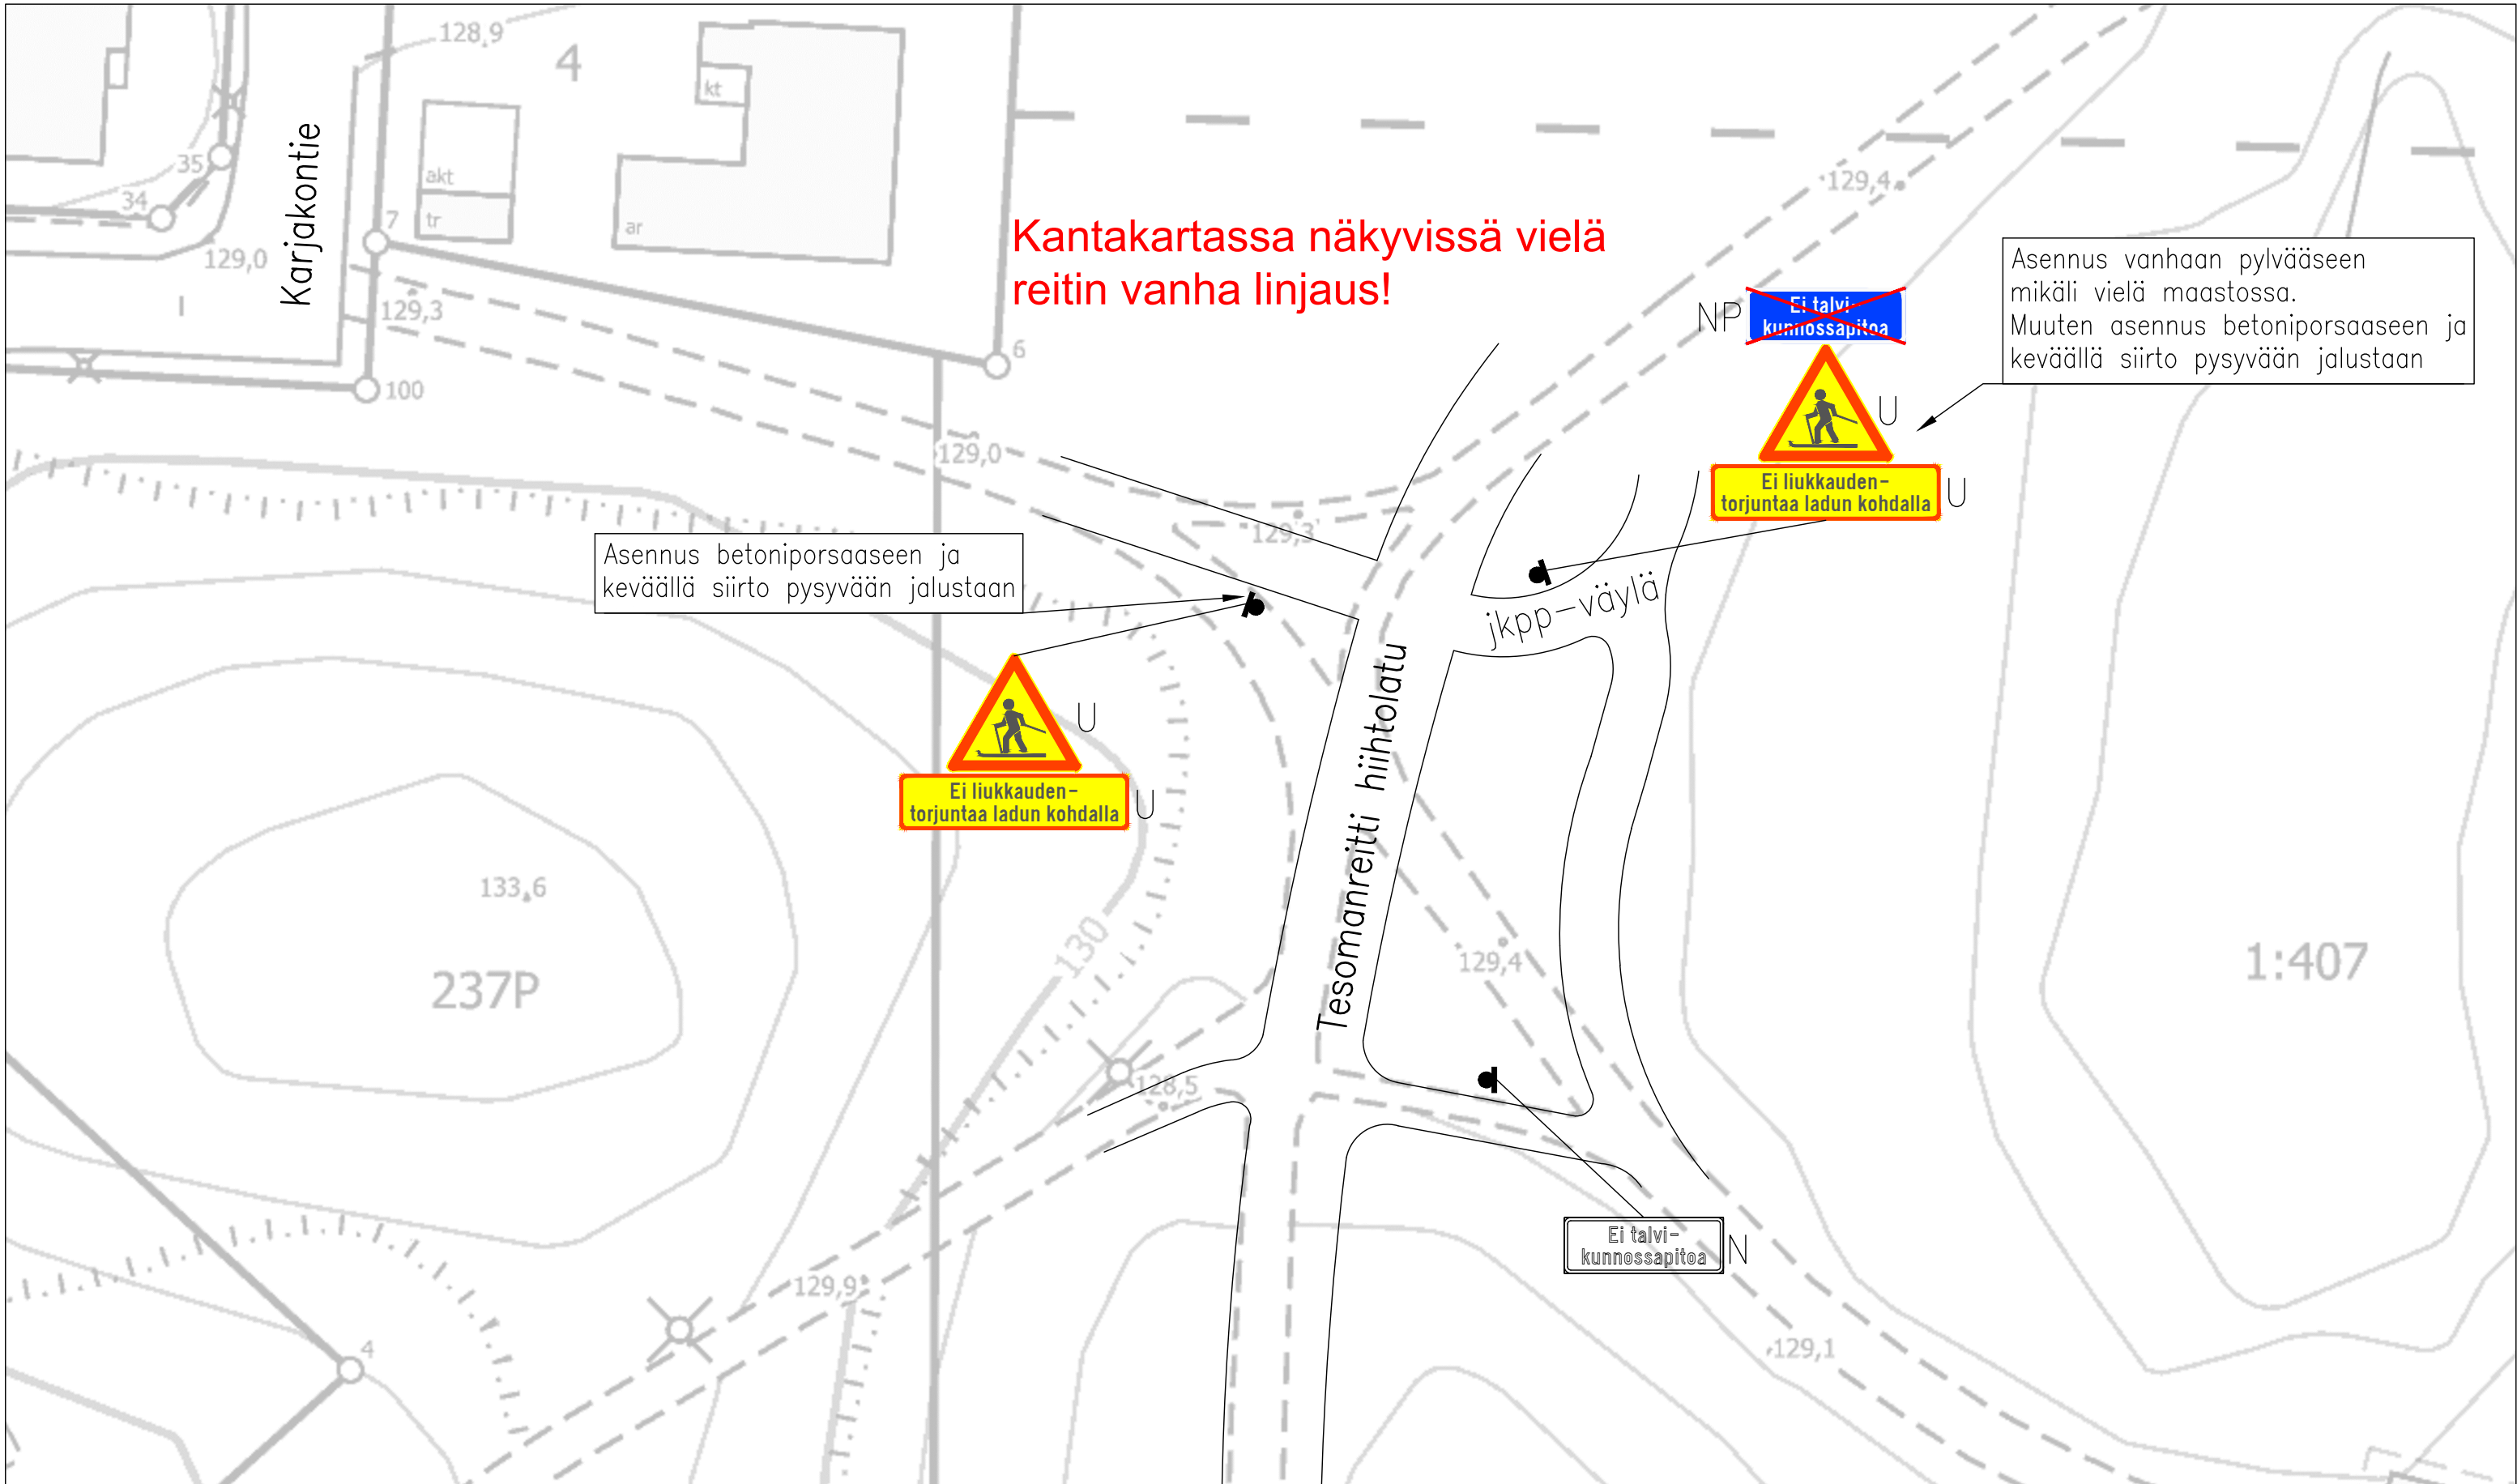 128,9
4
kt
35
akt
34
tr
7
ar
129,0
Karjakontie
129,3
I
100
6
Kantakartassa näkyvissä vielä
reitin vanha linjaus!
129,4
NP
Ei talvi-
kunnossapitoa
Asennus vanhaan pylvääseen
mikäli vielä maastossa.
Muuten asennus betoniporsaaseen ja
keväällä siirto pysyvään jalustaan
U
Ei liukkauden-
torjuntaa ladun kohdalla
U
129,0
129,3
Asennus betoniporsaaseen ja
keväällä siirto pysyvään jalustaan
jkpp-väylä
U
Ei liukkauden-
torjuntaa ladun kohdalla
U
Tesomanreitti hiihtolatu
133,6
237P
130
129,4
1:407
128,5
Ei talvi-
kunnossapitoa
N
129,9
129,1
4